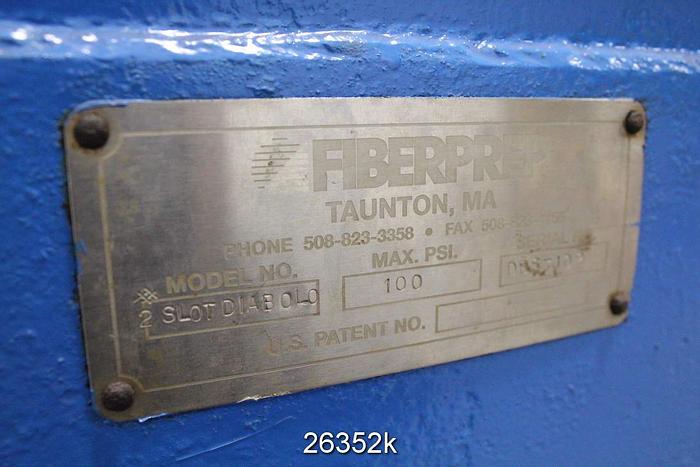 FIBERPREP
TAUNTON, MA
PHONE 508-823-3358 • FAX
MODEL NO. MAX. PSI. SERIAL
#2 SLOT DIABOLO 100
U.S. PATENT NO.
26352k